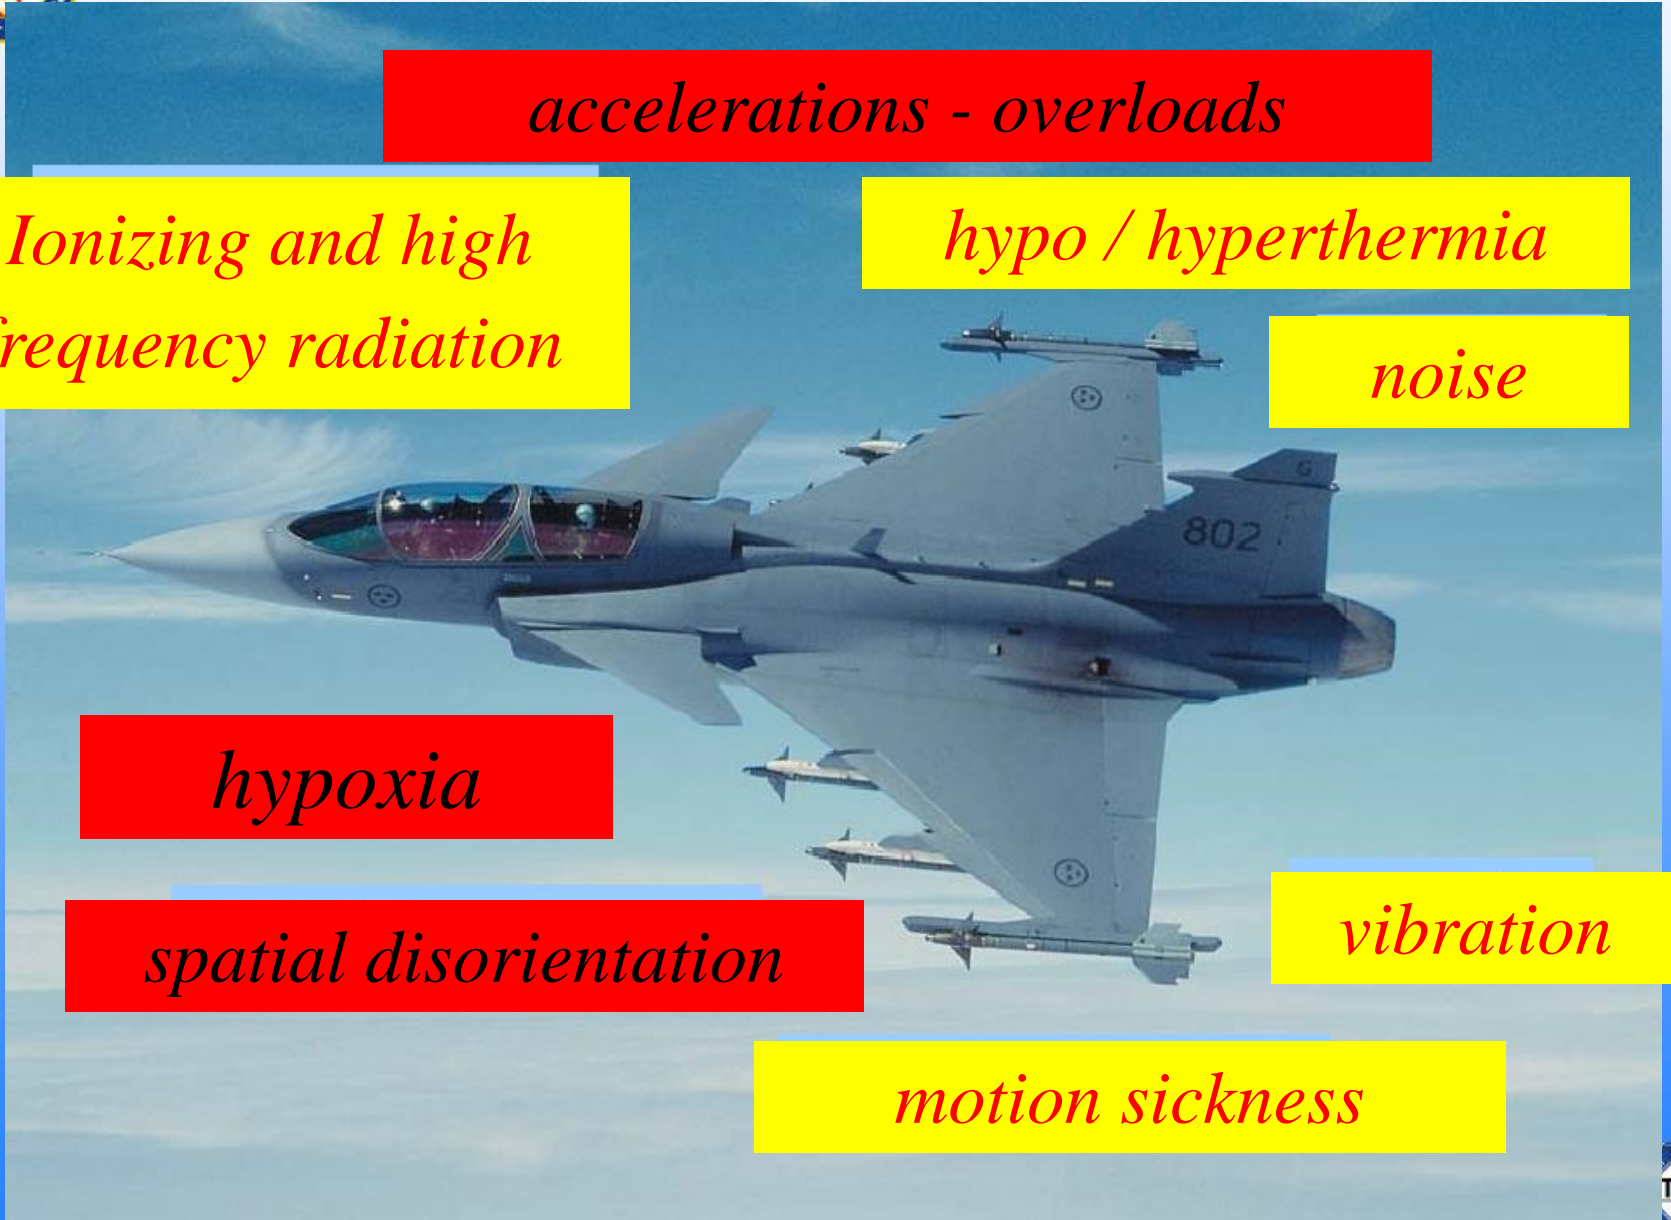 accelerations - overloads
Ionizing and high
requency radiation
hypo / hyperthermia
noise
G
802
hypoxia
spatial disorientation
vibration
motion sickness